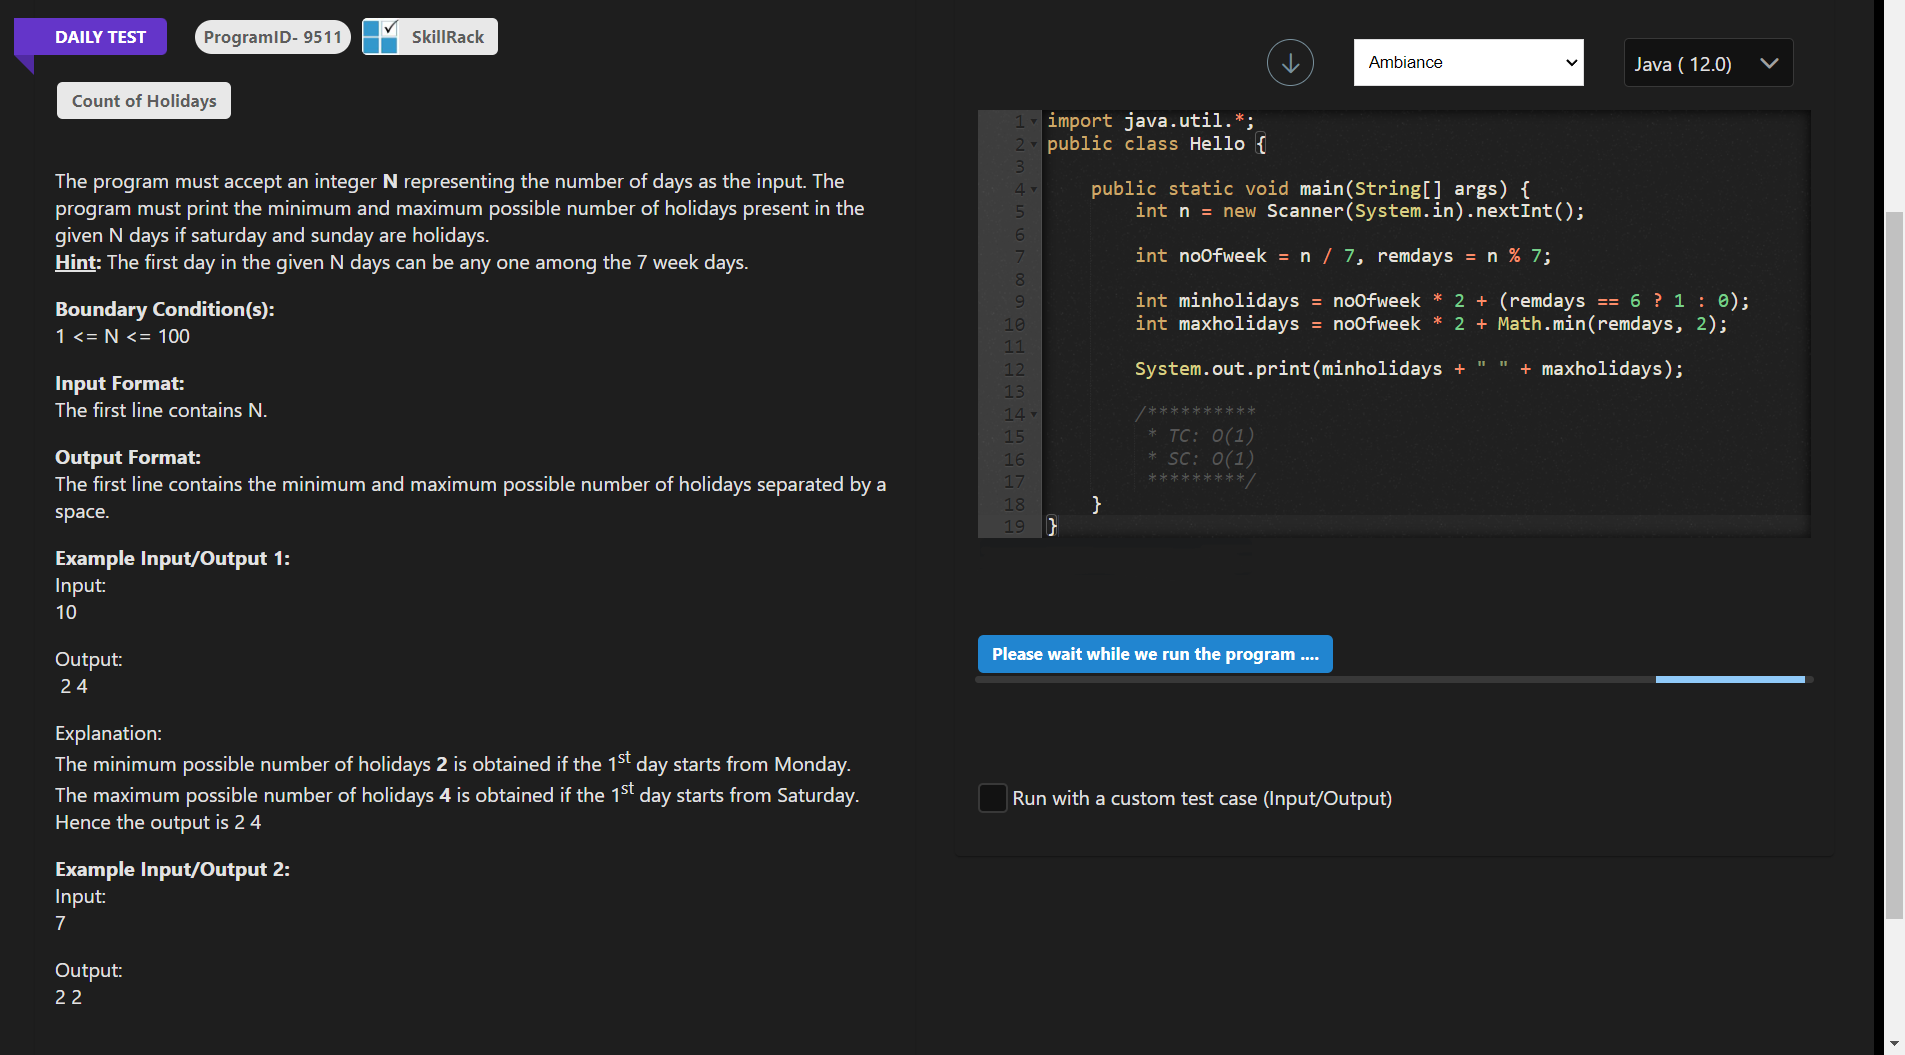 DAILY TEST
ProgramID- 9511
SkillRack
Count of Holidays
The program must accept an integer N representing the number of days as the input. The
program must print the minimum and maximum possible number of holidays present in the
given N days if saturday and sunday are holidays.
Hint: The first day in the given N days can be any one among the 7 week days.
Boundary Condition(s):
1 <= N <= 100
Input Format:
The first line contains N.
Output Format:
The first line contains the minimum and maximum possible number of holidays separated by a
space.
Example Input/Output 1:
Input:
10
Output:
2 4
Explanation:
The minimum possible number of holidays 2 is obtained if the 1st day starts from Monday.
The maximum possible number of holidays 4 is obtained if the 1st day starts from Saturday.
Hence the output is 2 4
Example Input/Output 2:
Input:
7
Output:
2 2
Ambiance
Java ( 12.0)
1 import java.util.*;
2 public class Hello {
3
4     public static void main(String[] args) {
5         int n = new Scanner(System.in).nextInt();
6
7         int noOfweek = n / 7, remdays = n % 7;
8
9         int minholidays = noOfweek * 2 + (remdays == 6 ? 1 : 0);
10         int maxholidays = noOfweek * 2 + Math.min(remdays, 2);
11
12         System.out.print(minholidays + " " + maxholidays);
13
14         /**********
15          * TC: O(1)
16          * SC: O(1)
17          *********/
18     }
19 }
Please wait while we run the program ....
Run with a custom test case (Input/Output)